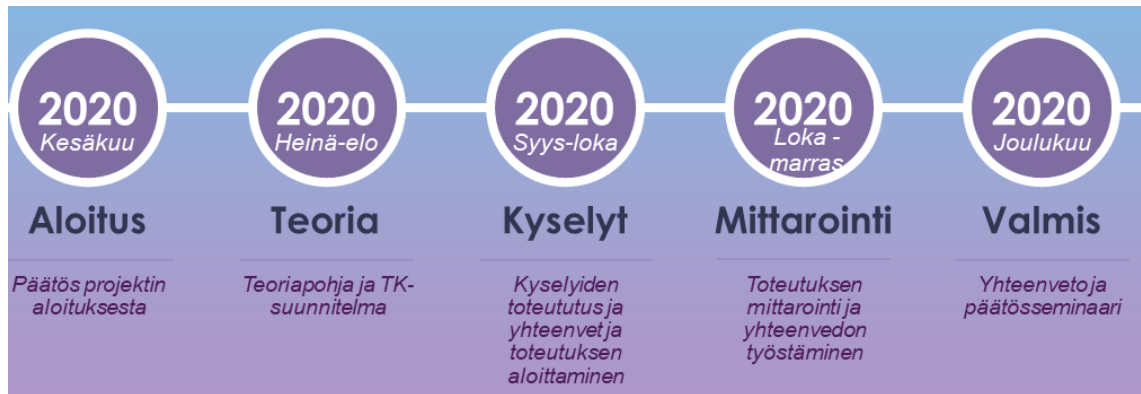 2020
Kesäkuu
Aloitus
Päätös projektin
aloituksesta
2020
Heinä-elo
Teoria
Teoriapohja ja TK-
suunnitelma
2020
Syys-loka
Kyselyt
Kyselyiden
toteututus ja
yhteenvet ja
toteutuksen
aloittaminen
2020
Loka -
marras
Mittarointi
Toteutuksen
mittarointi ja
yhteenvedon
työstäminen
2020
Joulukuu
Valmis
Yhteenveto ja
päätösseminaari